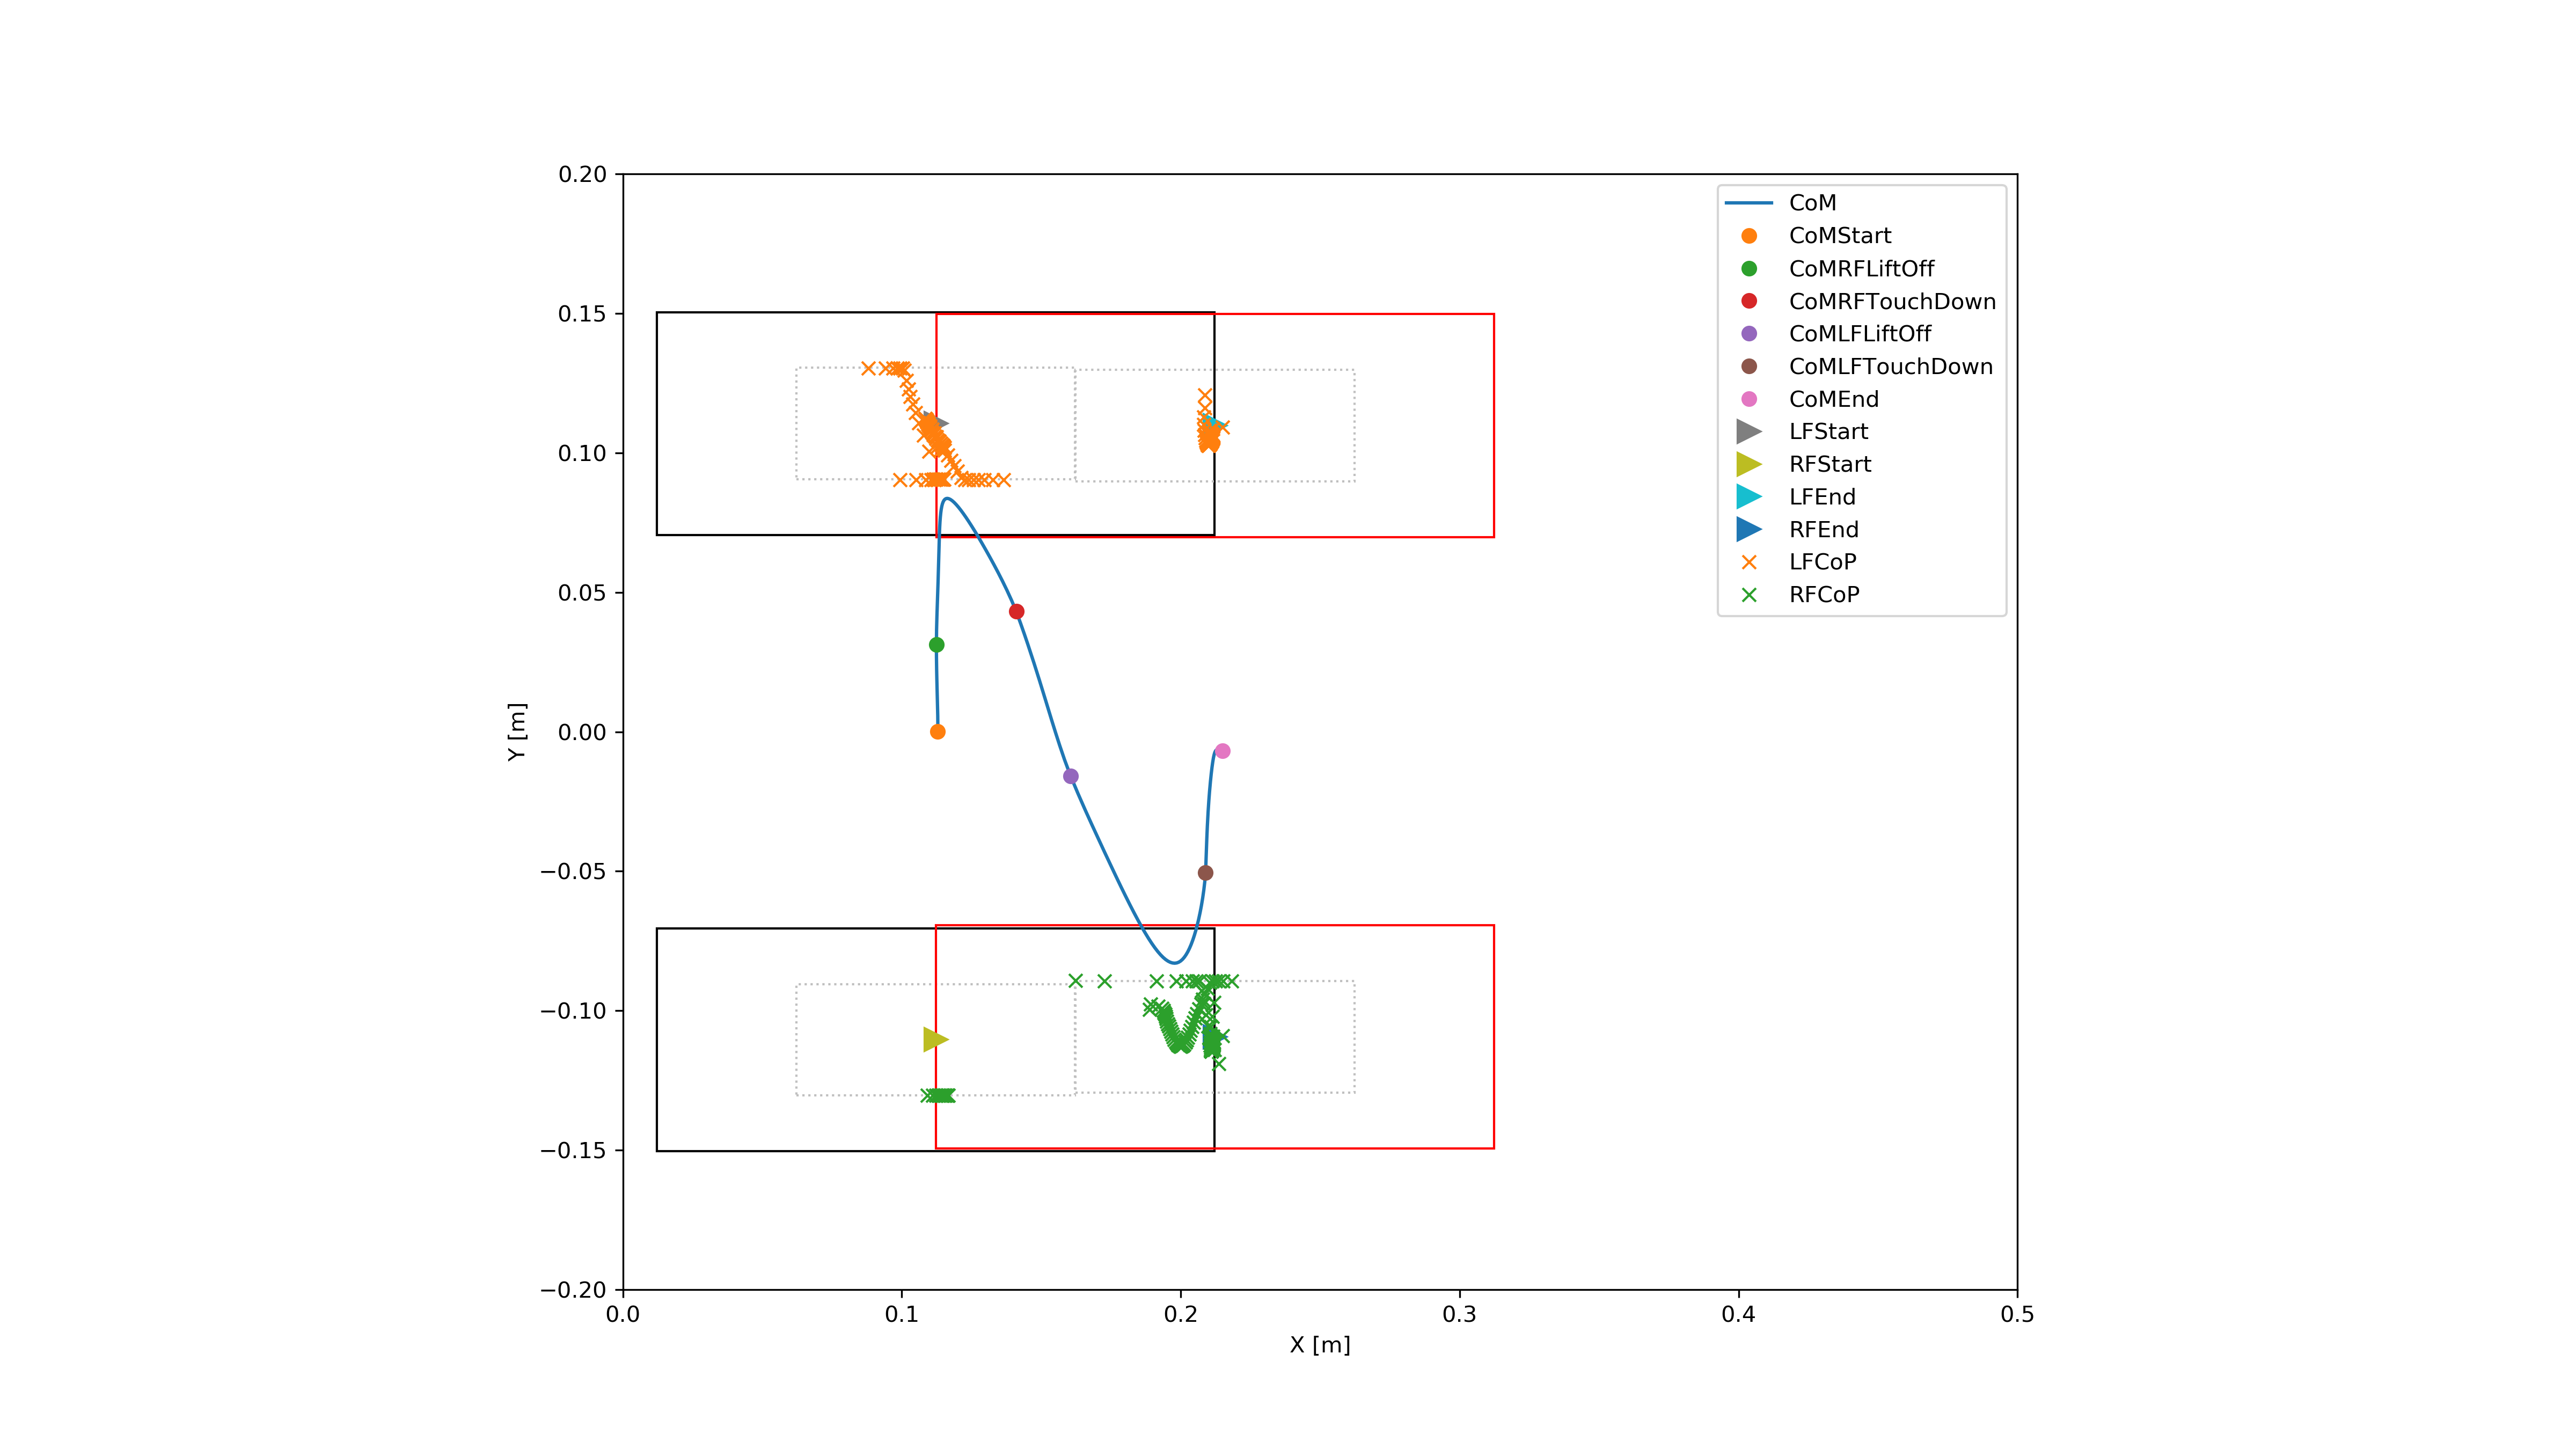 0.20
0.15
0.10
0.05
0.00
−0.05
−0.10
−0.15
−0.20
Y [m]
0.0 0.1 0.2 0.3 0.4 0.5
X [m]
CoM
CoMStart
CoMRFLiftOff
CoMRFTouchDown
CoMLFLiftOff
CoMLFTouchDown
CoMEnd
LFStart
RFStart
LFEnd
RFEnd
LFCoP
RFCoP